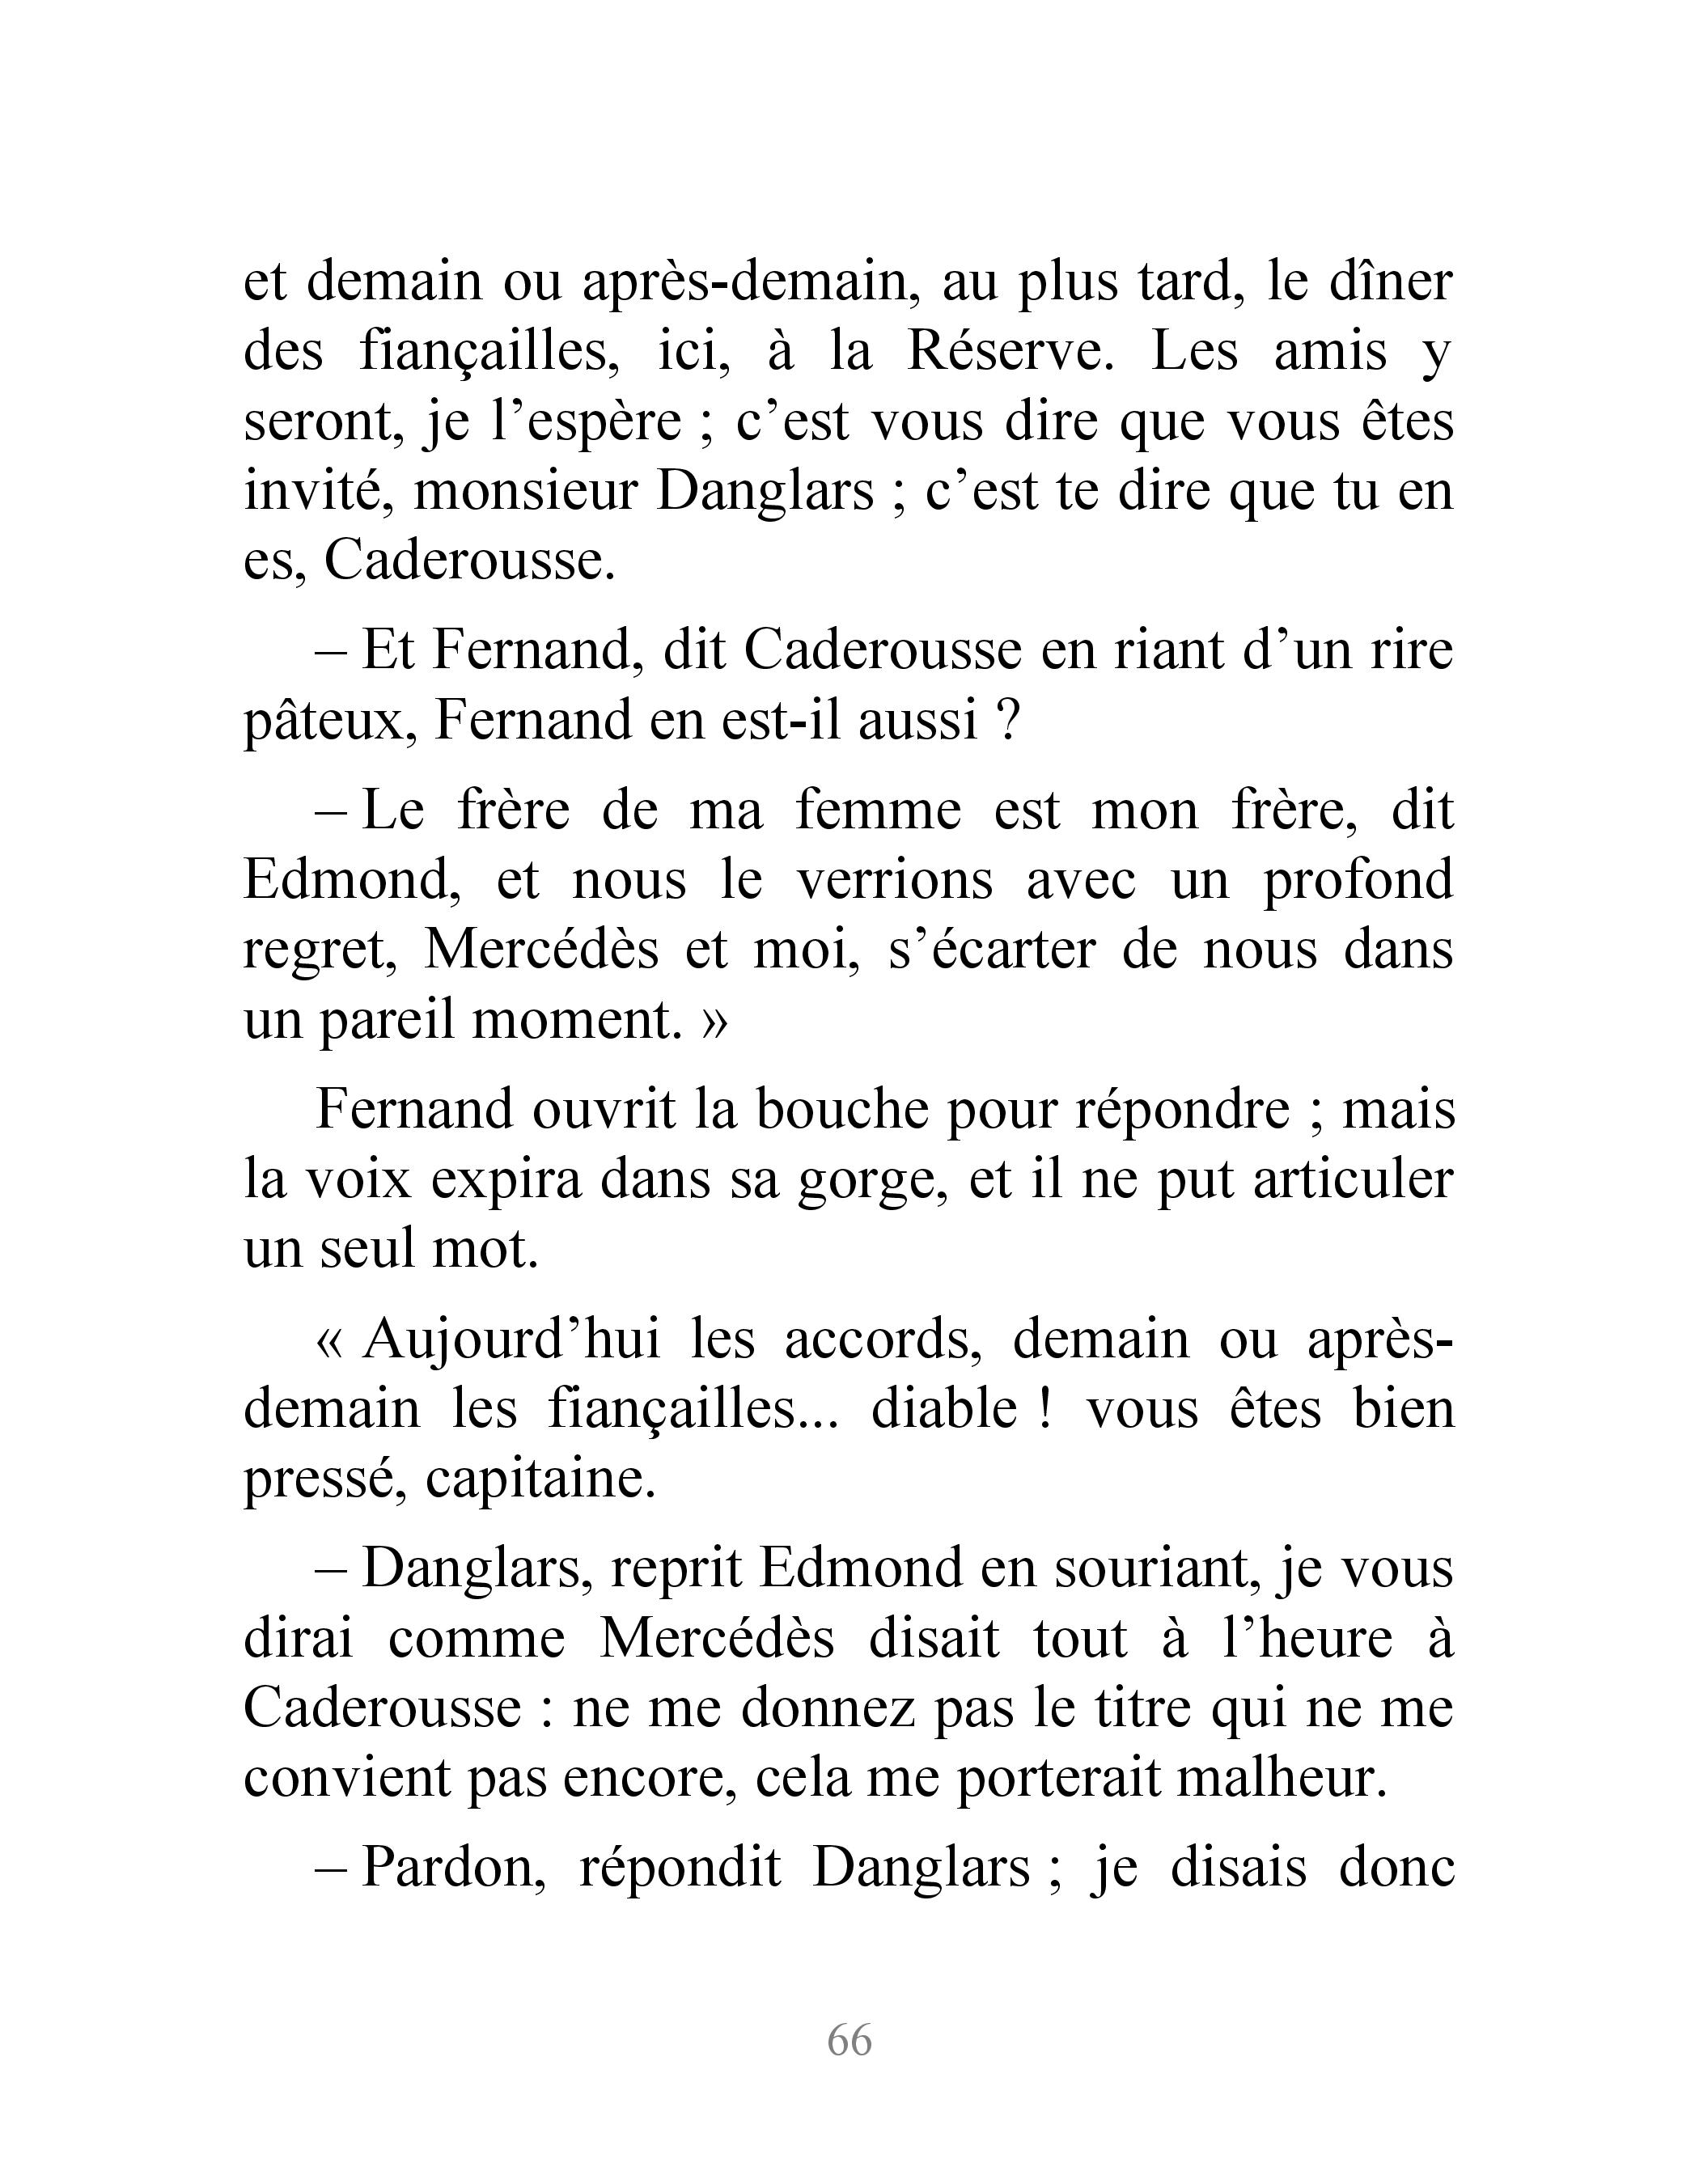 et demain ou après-demain, au plus tard, le dîner
des fiançailles, ici, à la Réserve. Les amis y
seront, je l’espère ; c’est vous dire que vous êtes
invité, monsieur Danglars ; c’est te dire que tu en
es, Caderousse.
– Et Fernand, dit Caderousse en riant d’un rire
pâteux, Fernand en est-il aussi ?
– Le frère de ma femme est mon frère, dit
Edmond, et nous le verrions avec un profond
regret, Mercédès et moi, s’écarter de nous dans
un pareil moment. »
Fernand ouvrit la bouche pour répondre ; mais
la voix expira dans sa gorge, et il ne put articuler
un seul mot.
« Aujourd’hui les accords, demain ou après-
demain les fiançailles... diable ! vous êtes bien
pressé, capitaine.
– Danglars, reprit Edmond en souriant, je vous
dirai comme Mercédès disait tout à l’heure à
Caderousse : ne me donnez pas le titre qui ne me
convient pas encore, cela me porterait malheur.
– Pardon, répondit Danglars ; je disais donc
66